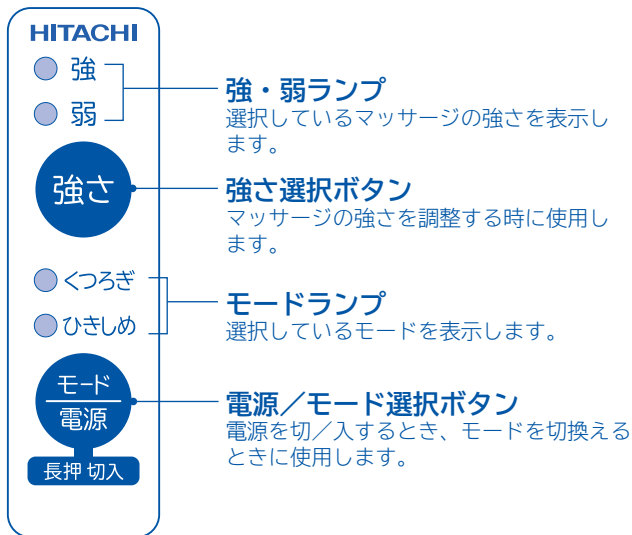 HITACHI
強
弱
強さ
くつろぎ
ひきしめ
モード
電源
長押 切入
強・弱ランプ
選択しているマッサージの強さを表示し
ます。
強さ選択ボタン
マッサージの強さを調整する時に使用し
ます。
モードランプ
選択しているモードを表示します。
電源／モード選択ボタン
電源を切／入するとき、モードを切換える
ときに使用します。